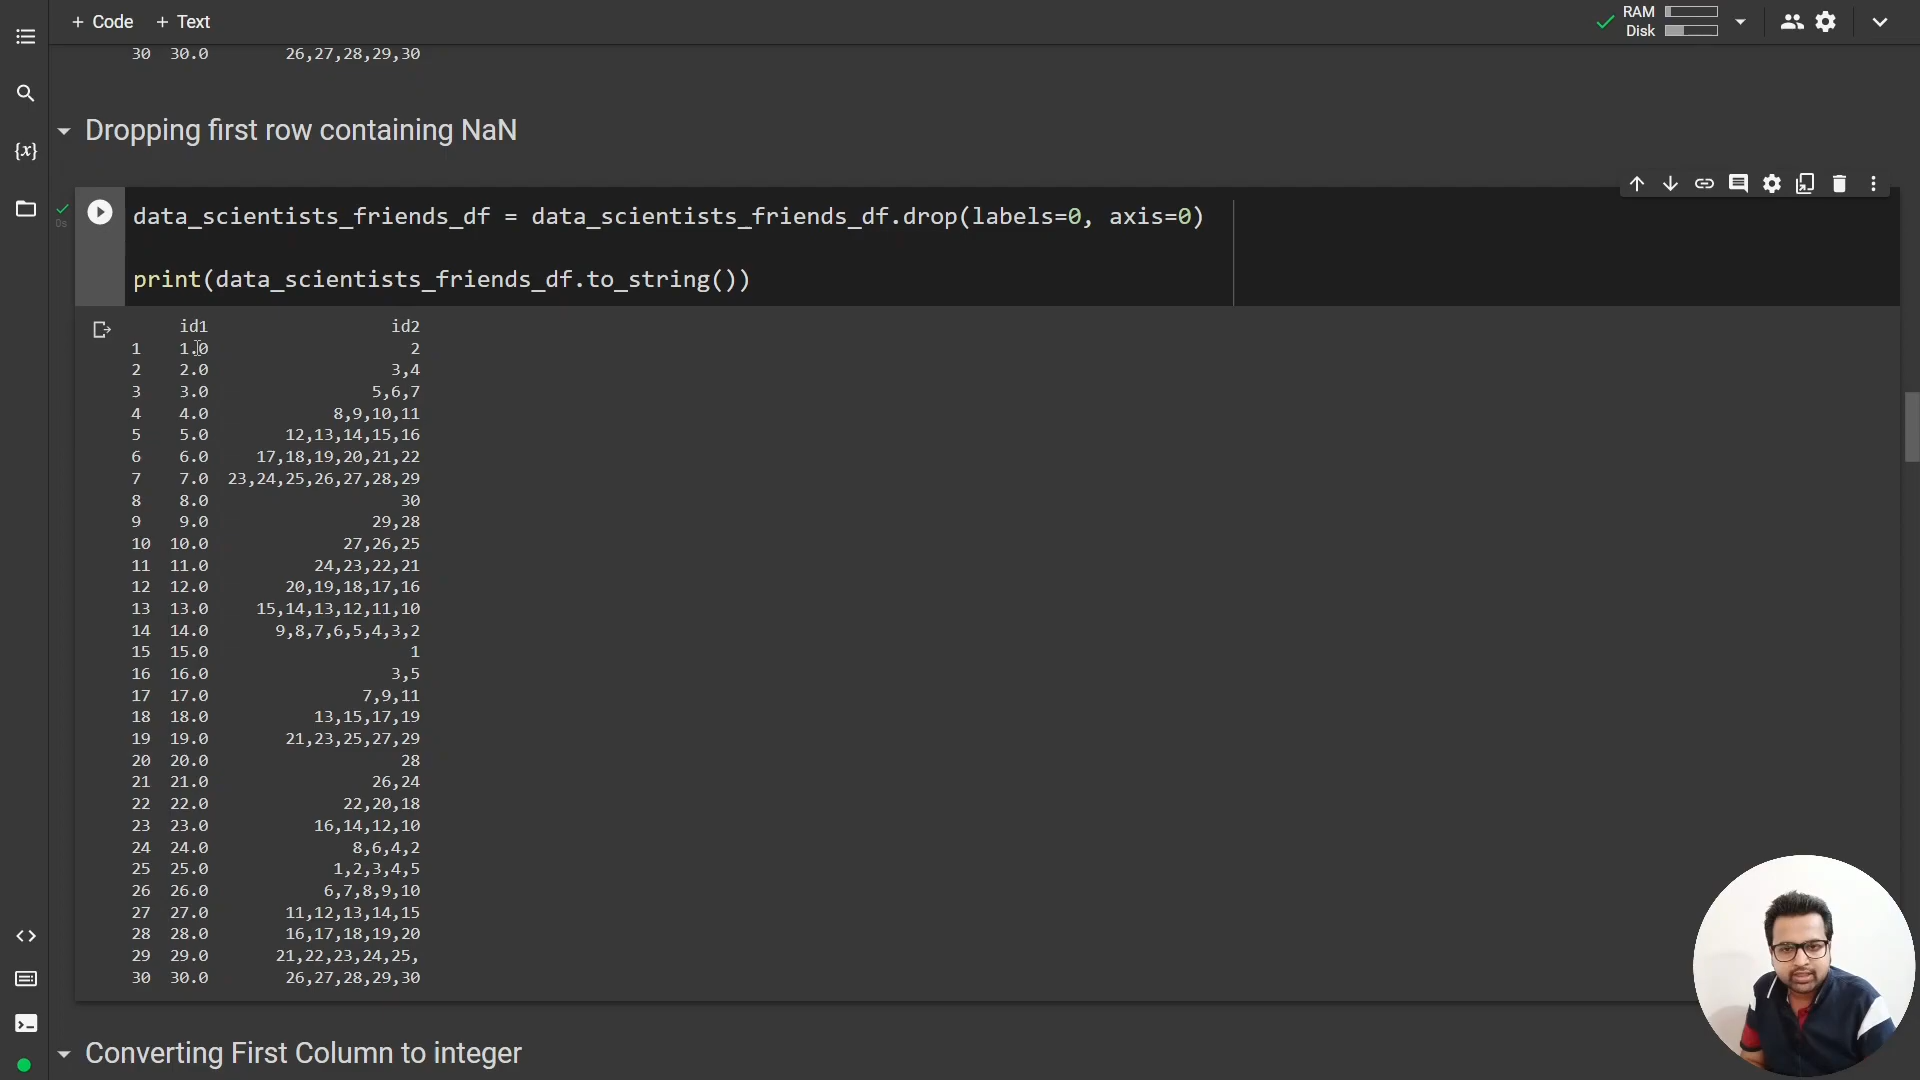 + Code + Text
RAM
Disk
30 30.0 26,27,28,29,30
Dropping first row containing NaN
{x}
0s
data_scientists_friends_df = data_scientists_friends_df.drop(labels=0, axis=0)
print(data_scientists_friends_df.to_string())
id1 id2
1 1.0 2
2 2.0 3,4
3 3.0 5,6,7
4 4.0 8,9,10,11
5 5.0 12,13,14,15,16
6 6.0 17,18,19,20,21,22
7 7.0 23,24,25,26,27,28,29
8 8.0 30
9 9.0 29,28
10 10.0 27,26,25
11 11.0 24,23,22,21
12 12.0 20,19,18,17,16
13 13.0 15,14,13,12,11,10
14 14.0 9,8,7,6,5,4,3,2
15 15.0 1
16 16.0 3,5
17 17.0 7,9,11
18 18.0 13,15,17,19
19 19.0 21,23,25,27,29
20 20.0 28
21 21.0 26,24
22 22.0 22,20,18
23 23.0 16,14,12,10
24 24.0 8,6,4,2
25 25.0 1,2,3,4,5
26 26.0 6,7,8,9,10
27 27.0 11,12,13,14,15
28 28.0 16,17,18,19,20
29 29.0 21,22,23,24,25,
30 30.0 26,27,28,29,30
Converting First Column to integer